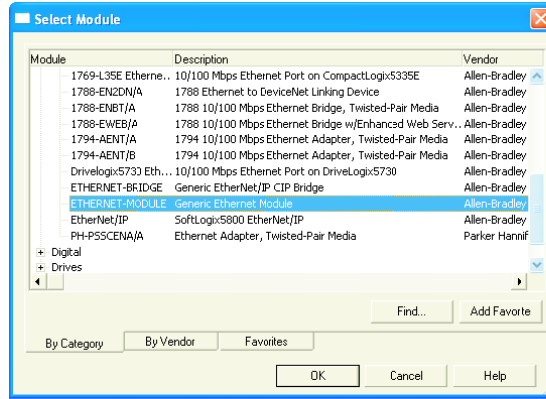 Select Module
Module Description Vendor
1769-L35E Etherne... 10/100 Mbps Ethernet Port on CompactLogix5335E Allen-Bradley
1788-EN2DN/A 1788 Ethernet to DeviceNet Linking Device Allen-Bradley
1788-ENBT/A 1788 10/100 Mbps Ethernet Bridge, Twisted-Pair Media Allen-Bradley
1788-EWEB/A 1788 10/100 Mbps Ethernet Bridge w/Enhanced Web Serv... Allen-Bradley
1794-AENT/A 1794 10/100 Mbps Ethernet Adapter, Twisted-Pair Media Allen-Bradley
1794-AENT/B 1794 10/100 Mbps Ethernet Adapter, Twisted-Pair Media Allen-Bradley
Drivelogix5730 Eth... 10/100 Mbps Ethernet Port on DriveLogix5730 Allen-Bradley
ETHERNET-BRIDGE Generic EtherNet/IP CIP Bridge Allen-Bradley
ETHERNET-MODULE Generic Ethernet Module Allen-Bradley
EtherNet/IP SoftLogix5800 EtherNet/IP Allen-Bradley
PH-PSSCENA/A Ethernet Adapter, Twisted-Pair Media Parker Hannif
Digital
Drives
Find... Add Favorte
By Category By Vendor Favorites
OK Cancel Help